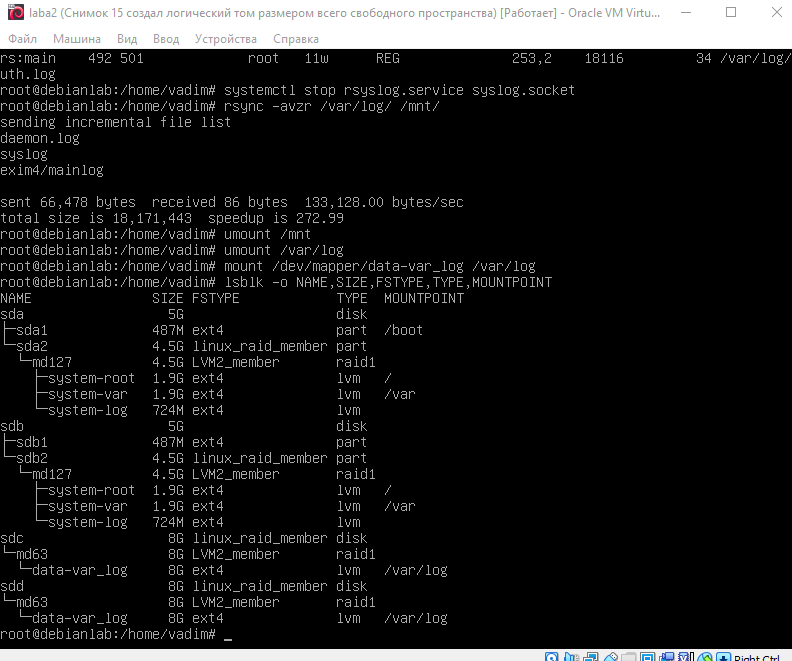 laba2 (Снимок 15 создал логический том размером всего свободного пространства) [Работает] - Oracle VM Virtu...
Файл Машина Вид Ввод Устройства Справка
rs:main 492 501 root 11w REG 253,2 18116 34 /var/log/
uth.log
root@debianlab:/home/vadim# systemctl stop rsyslog.service syslog.socket
root@debianlab:/home/vadim# rsync -avzr /var/log/ /mnt/
sending incremental file list
daemon.log
syslog
exim4/mainlog
sent 66,478 bytes received 86 bytes 133,128.00 bytes/sec
total size is 18,171,443 speedup is 272.99
root@debianlab:/home/vadim# umount /mnt
root@debianlab:/home/vadim# umount /var/log
root@debianlab:/home/vadim# mount /dev/mapper/data-var_log /var/log
root@debianlab:/home/vadim# lsblk -o NAME,SIZE,FSTYPE,TYPE,MOUNTPOINT
NAME SIZE FSTYPE TYPE MOUNTPOINT
sda 5G disk
├─sda1 487M ext4 part /boot
└─sda2 4.5G linux_raid_member part
└─md127 4.5G LVM2_member raid1
├─system-root 1.9G ext4 lvm /
├─system-var 1.9G ext4 lvm /var
└─system-log 724M ext4 lvm
sdb 5G disk
├─sdb1 487M ext4 part
└─sdb2 4.5G linux_raid_member part
└─md127 4.5G LVM2_member raid1
├─system-root 1.9G ext4 lvm /
├─system-var 1.9G ext4 lvm /var
└─system-log 724M ext4 lvm
sdc 8G linux_raid_member disk
└─md63 8G LVM2_member raid1
└─data-var_log 8G ext4 lvm /var/log
sdd 8G linux_raid_member disk
└─md63 8G LVM2_member raid1
└─data-var_log 8G ext4 lvm /var/log
root@debianlab:/home/vadim# _
Right Ctrl